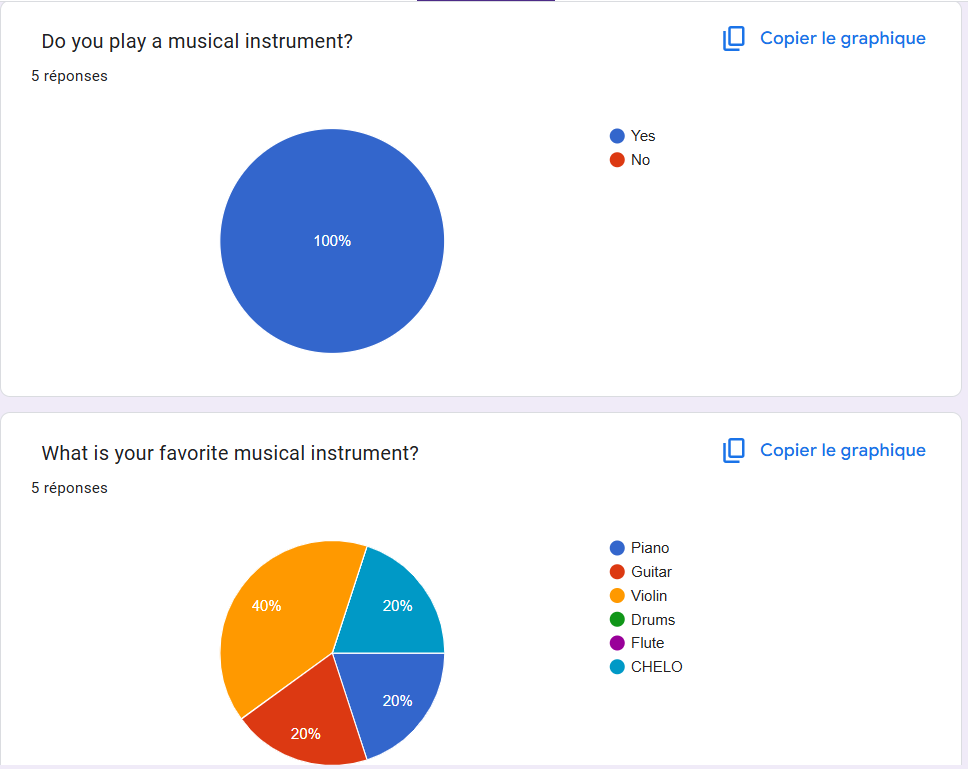 Do you play a musical instrument?
Copier le graphique
5 réponses
Yes
No
100%
What is your favorite musical instrument?
Copier le graphique
5 réponses
Piano
Guitar
Violin
Drums
Flute
CHELO
40%
20%
20%
20%